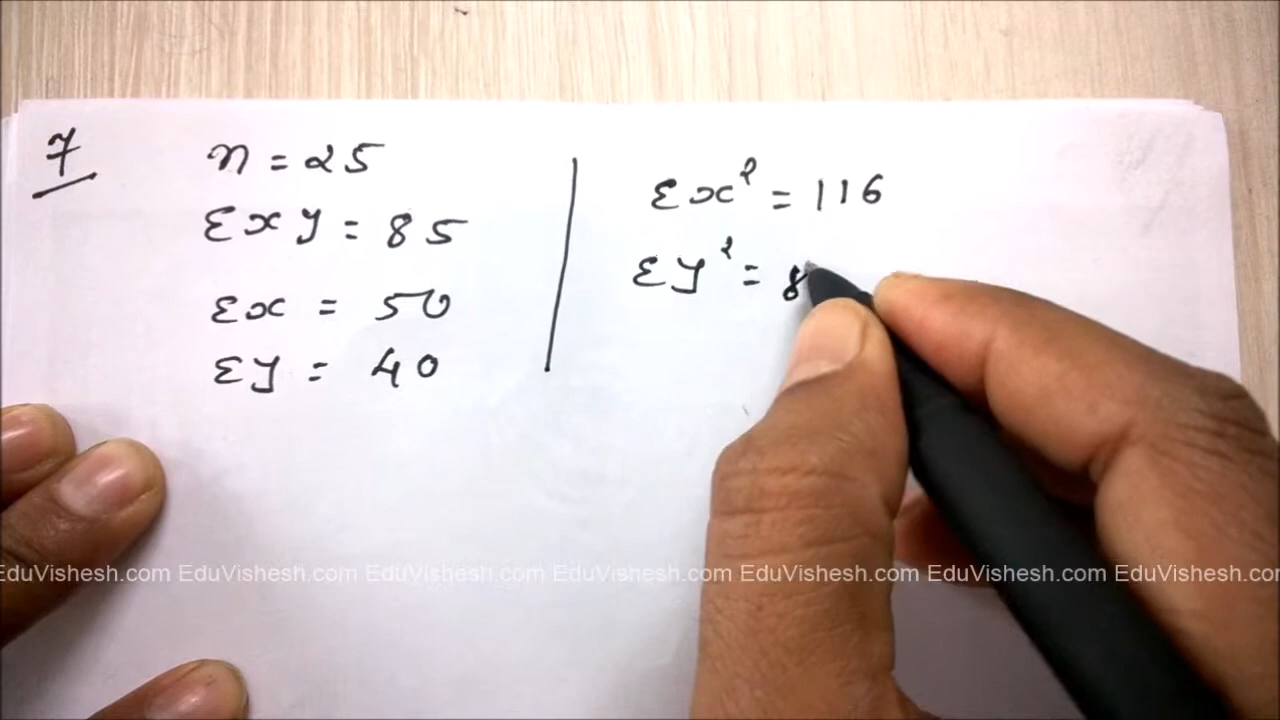 7
n = 25
Σxy = 85
Σx = 50
Σy = 40
Σx² = 116
Σy² = 8
EduVishesh.com EduVishesh.com EduVishesh.com EduVishesh.com EduVishesh.com EduVishesh.com EduVishesh.com